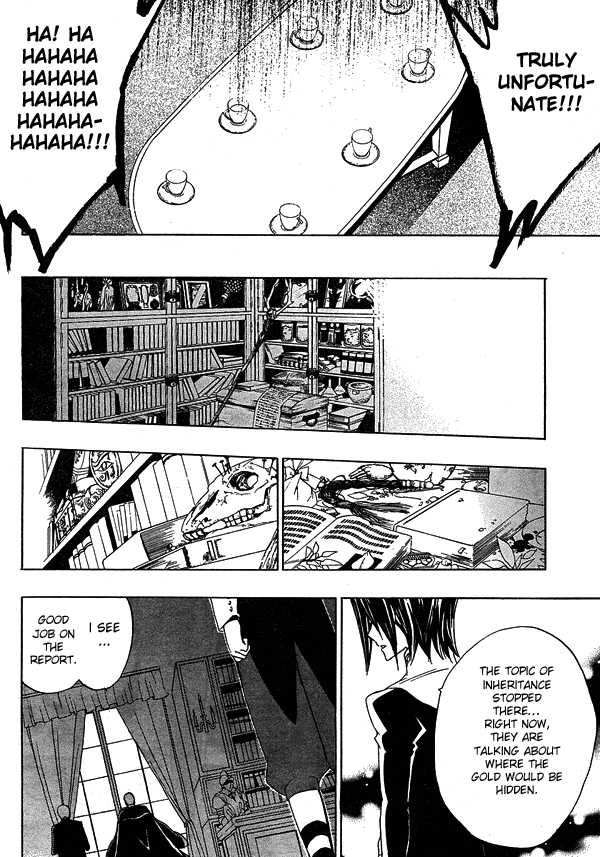 TRULY
UNFORTU-
NATE!!!
HA! HA
HAHAHA
HAHAHA
HAHAHA
HAHAHA-
HAHAHA!!!
THE TOPIC OF
INHERITANCE
STOPPED
THERE...
RIGHT NOW,
THEY ARE
TALKING ABOUT
WHERE THE
GOLD WOULD BE
HIDDEN.
I SEE
...
GOOD
JOB ON
THE
REPORT.